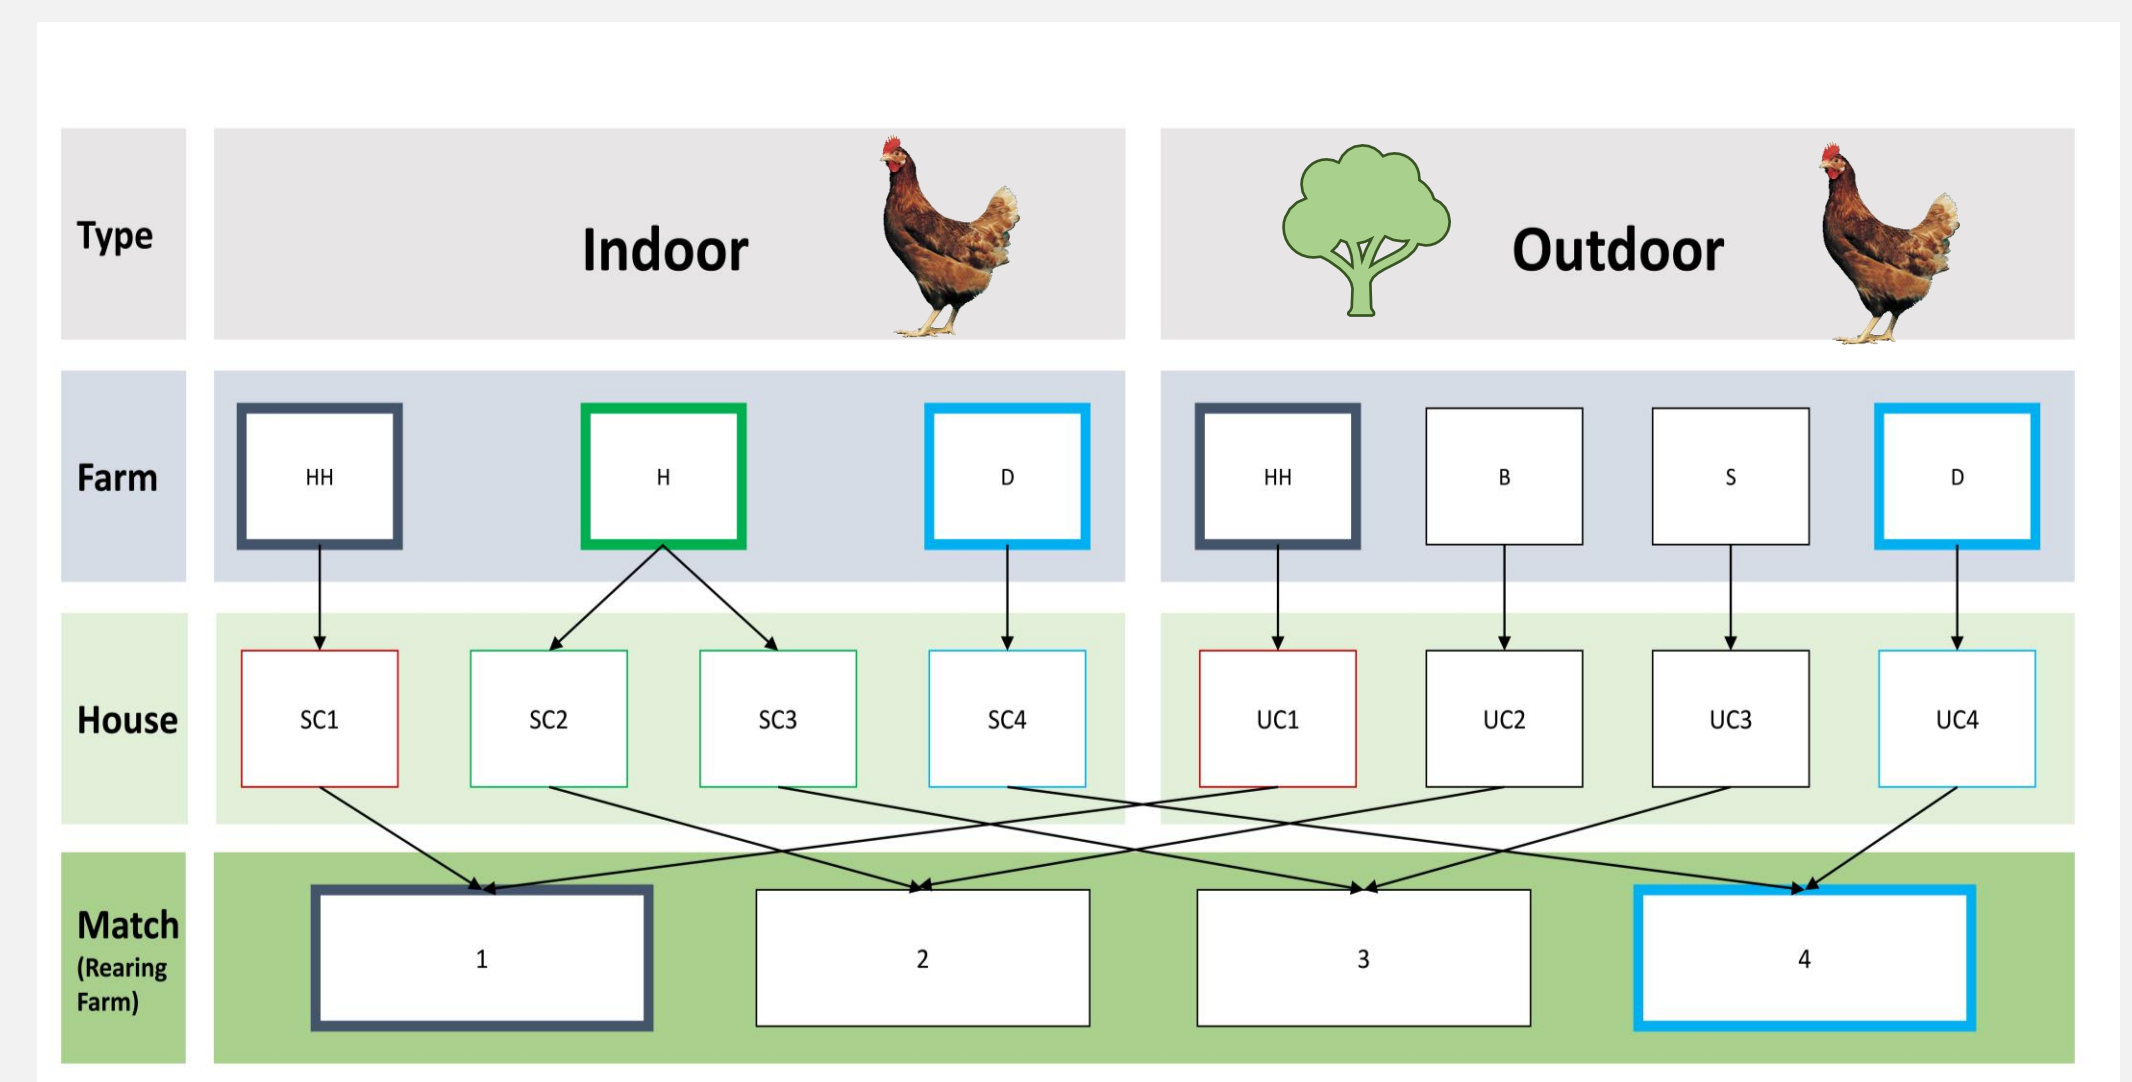 Type
Indoor
Outdoor
Farm
HH
H
D
HH
B
S
D
House
SC1
SC2
SC3
SC4
UC1
UC2
UC3
UC4
Match
(Rearing
Farm)
1
2
3
4